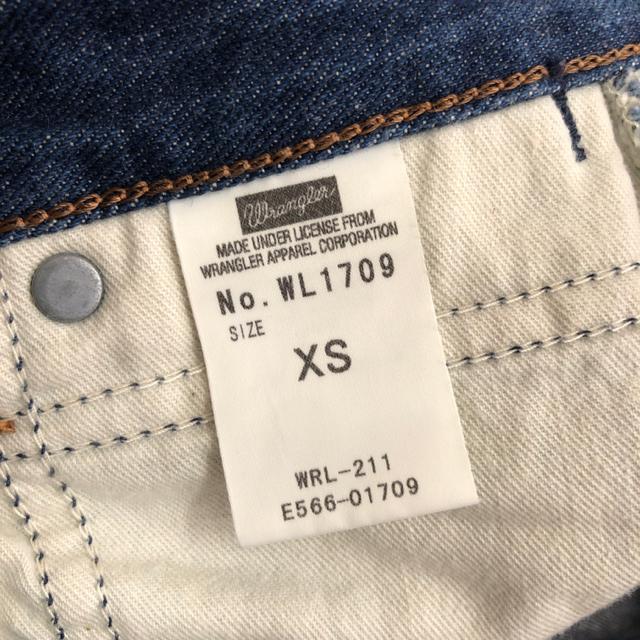 Wrangler
MADE UNDER LICENSE FROM
WRANGLER APPAREL CORPORATION
No. WL1709
SIZE
XS
WRL-211
E566-01709